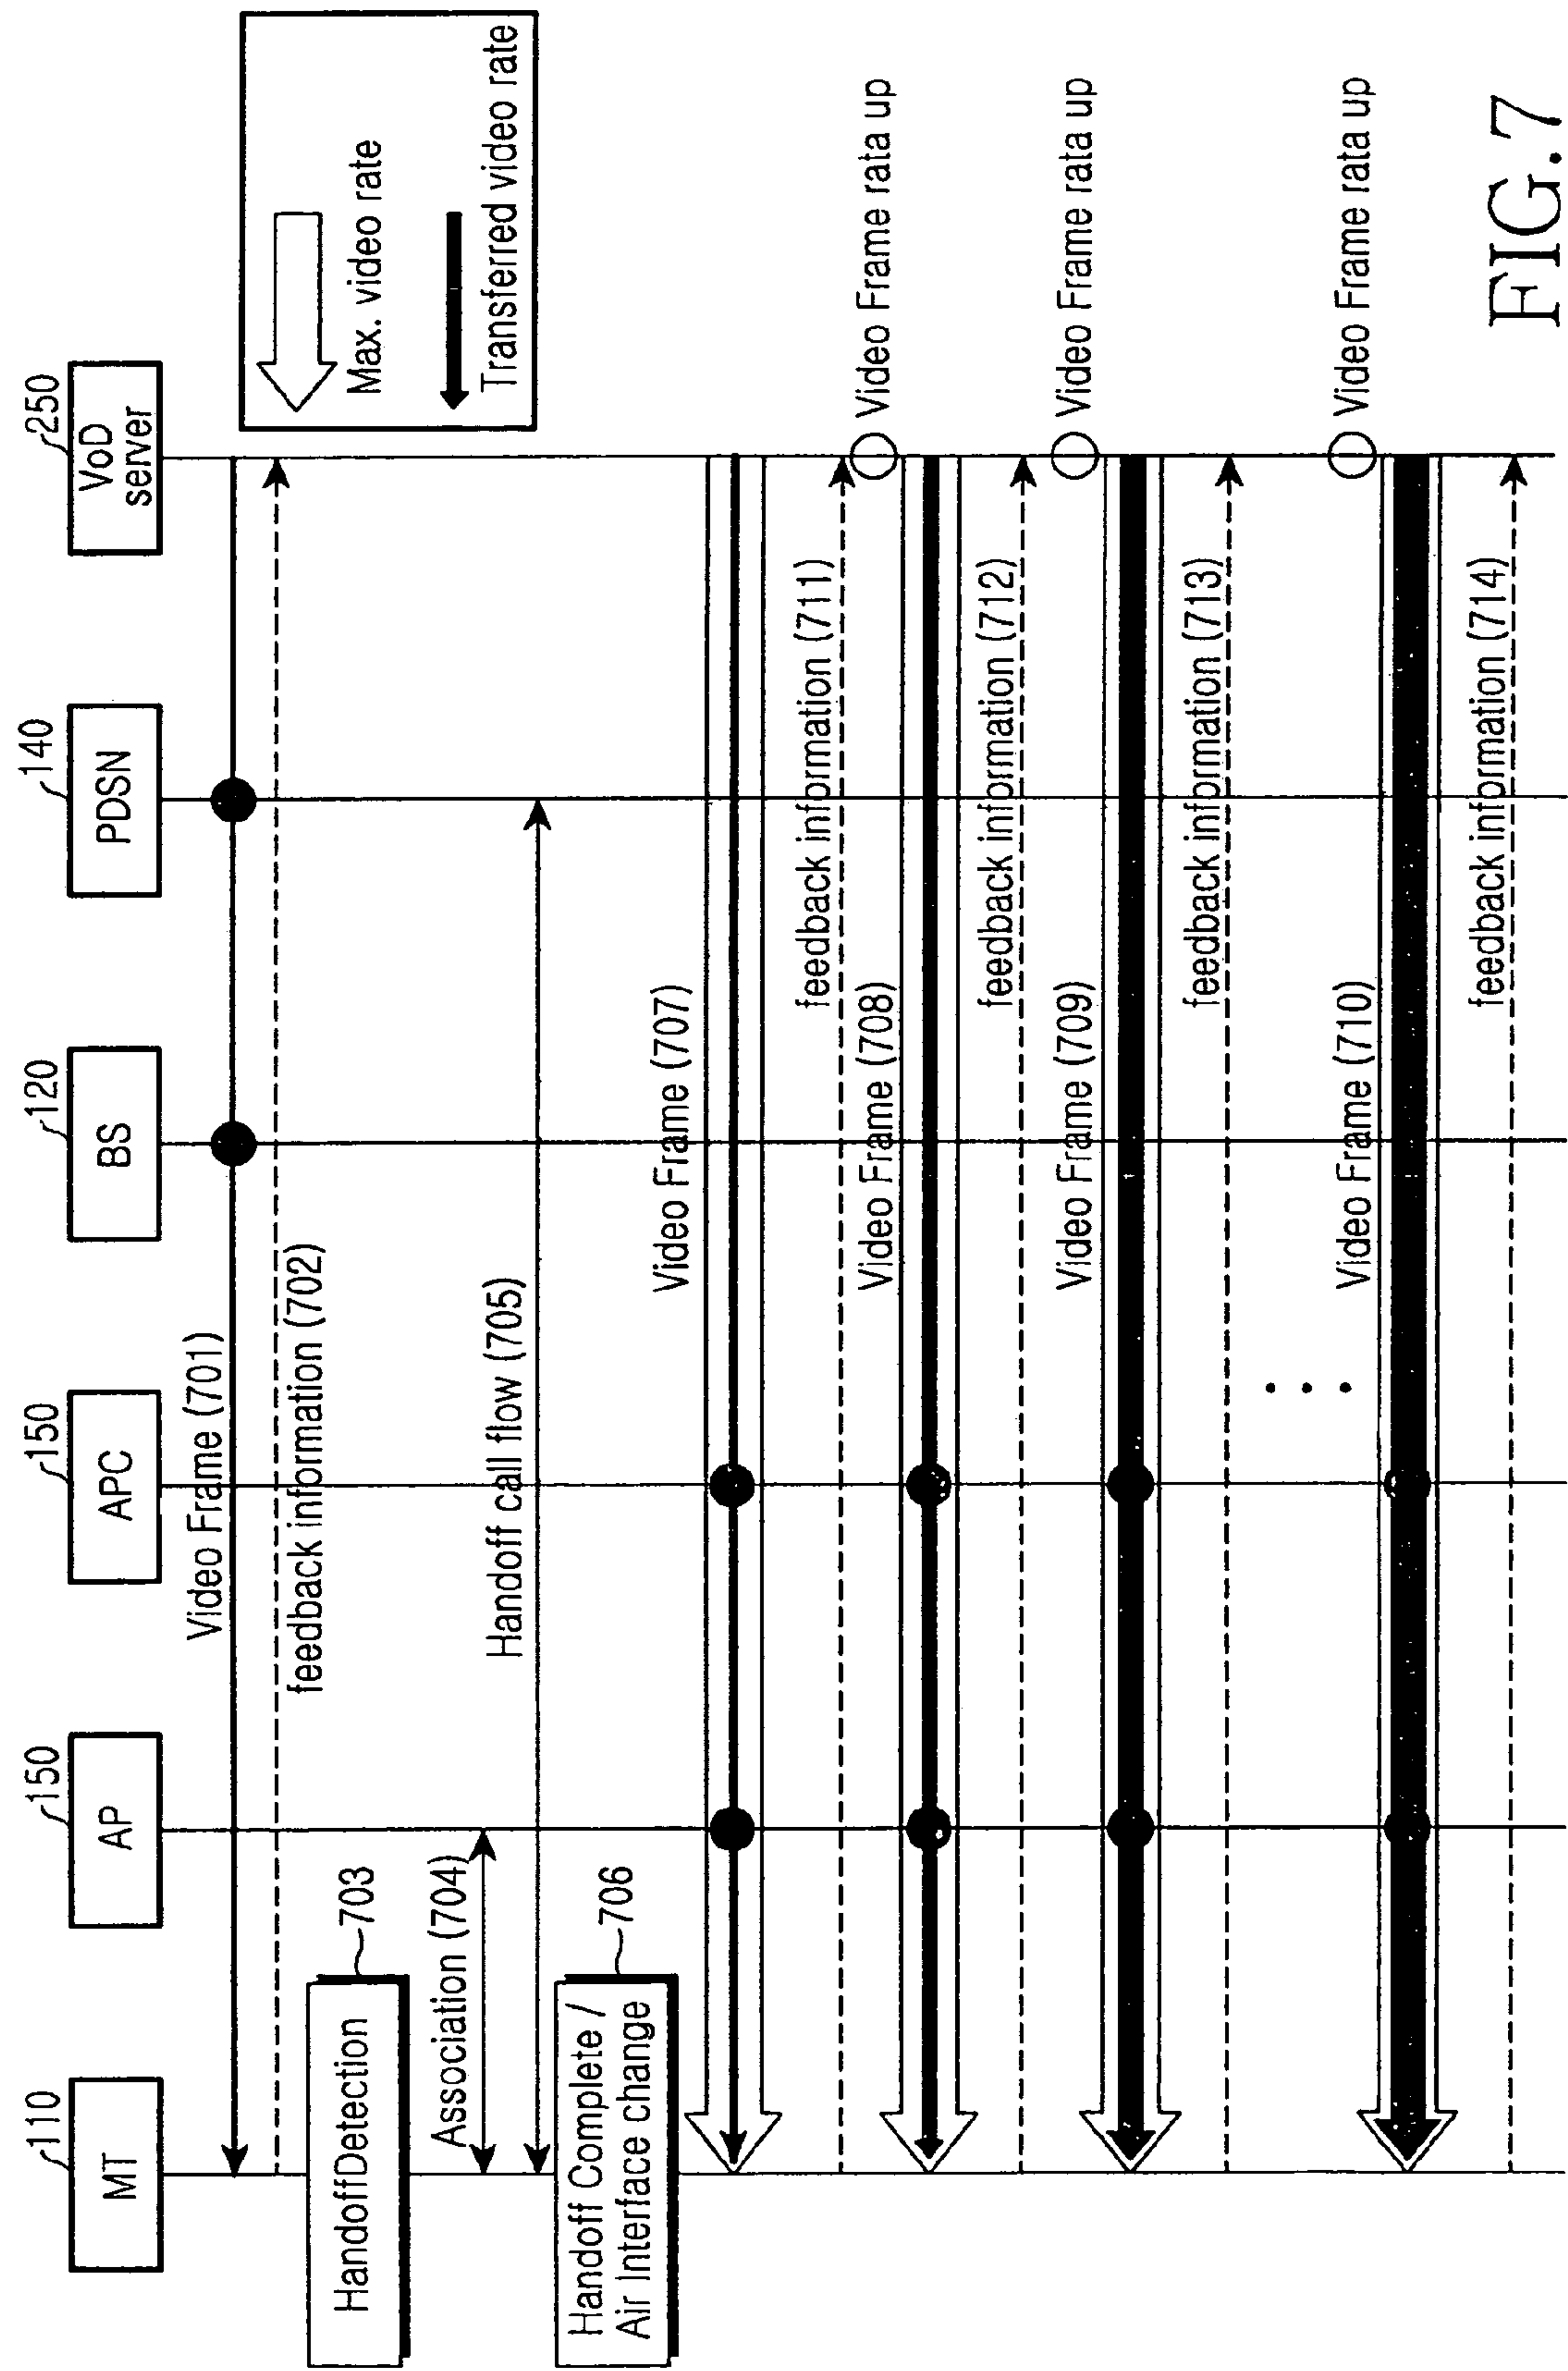 110
150
150
120
140
250
MT
AP
APC
BS
PDSN
VoD
server
Video Frame (701)
feedback information (702)
Max. video rate
Transferred video rate
HandoffDetection
703
Association (704)
Handoff call flow (705)
Handoff Complete /
Air Interface change
706
Video Frame (707)
feedback information (711)
Video Frame rata up
Video Frame (708)
feedback information (712)
Video Frame rata up
Video Frame (709)
feedback information (713)
Video Frame rata up
Video Frame (710)
feedback information (714)
FIG.7